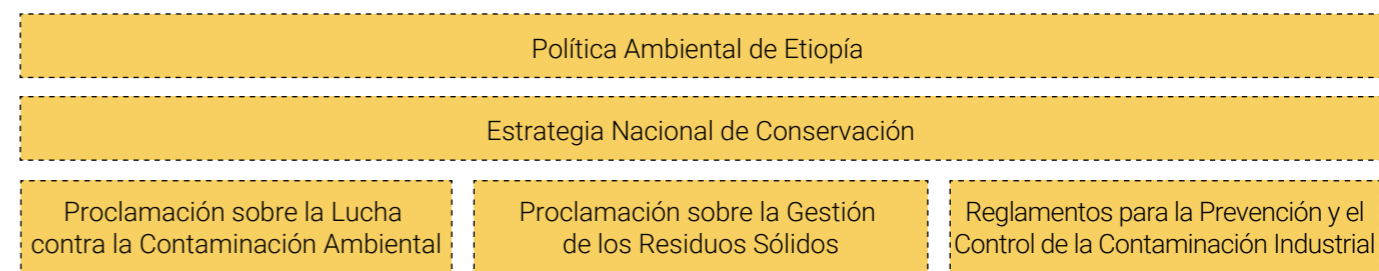 Política Ambiental de Etiopía
Estrategia Nacional de Conservación
Proclamación sobre la Lucha
contra la Contaminación Ambiental
Proclamación sobre la Gestión
de los Residuos Sólidos
Reglamentos para la Prevención y el
Control de la Contaminación Industrial